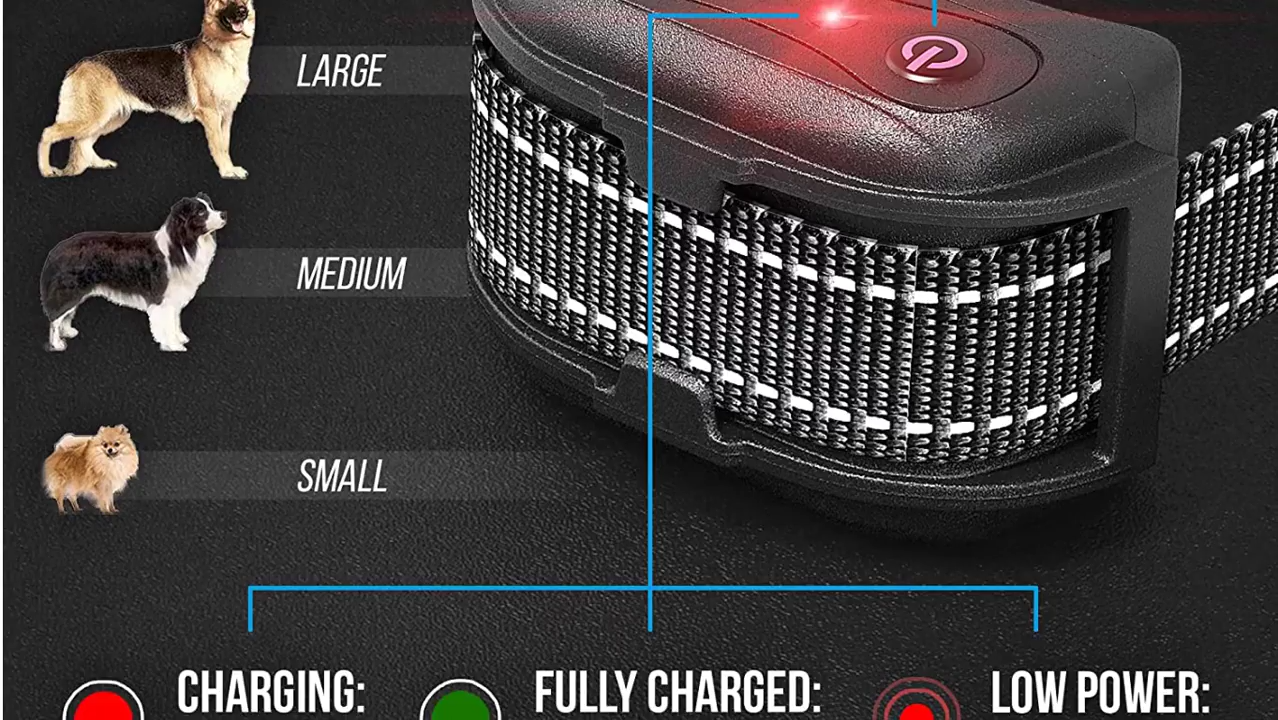 LARGE
MEDIUM
SMALL
CHARGING:
FULLY CHARGED:
LOW POWER: